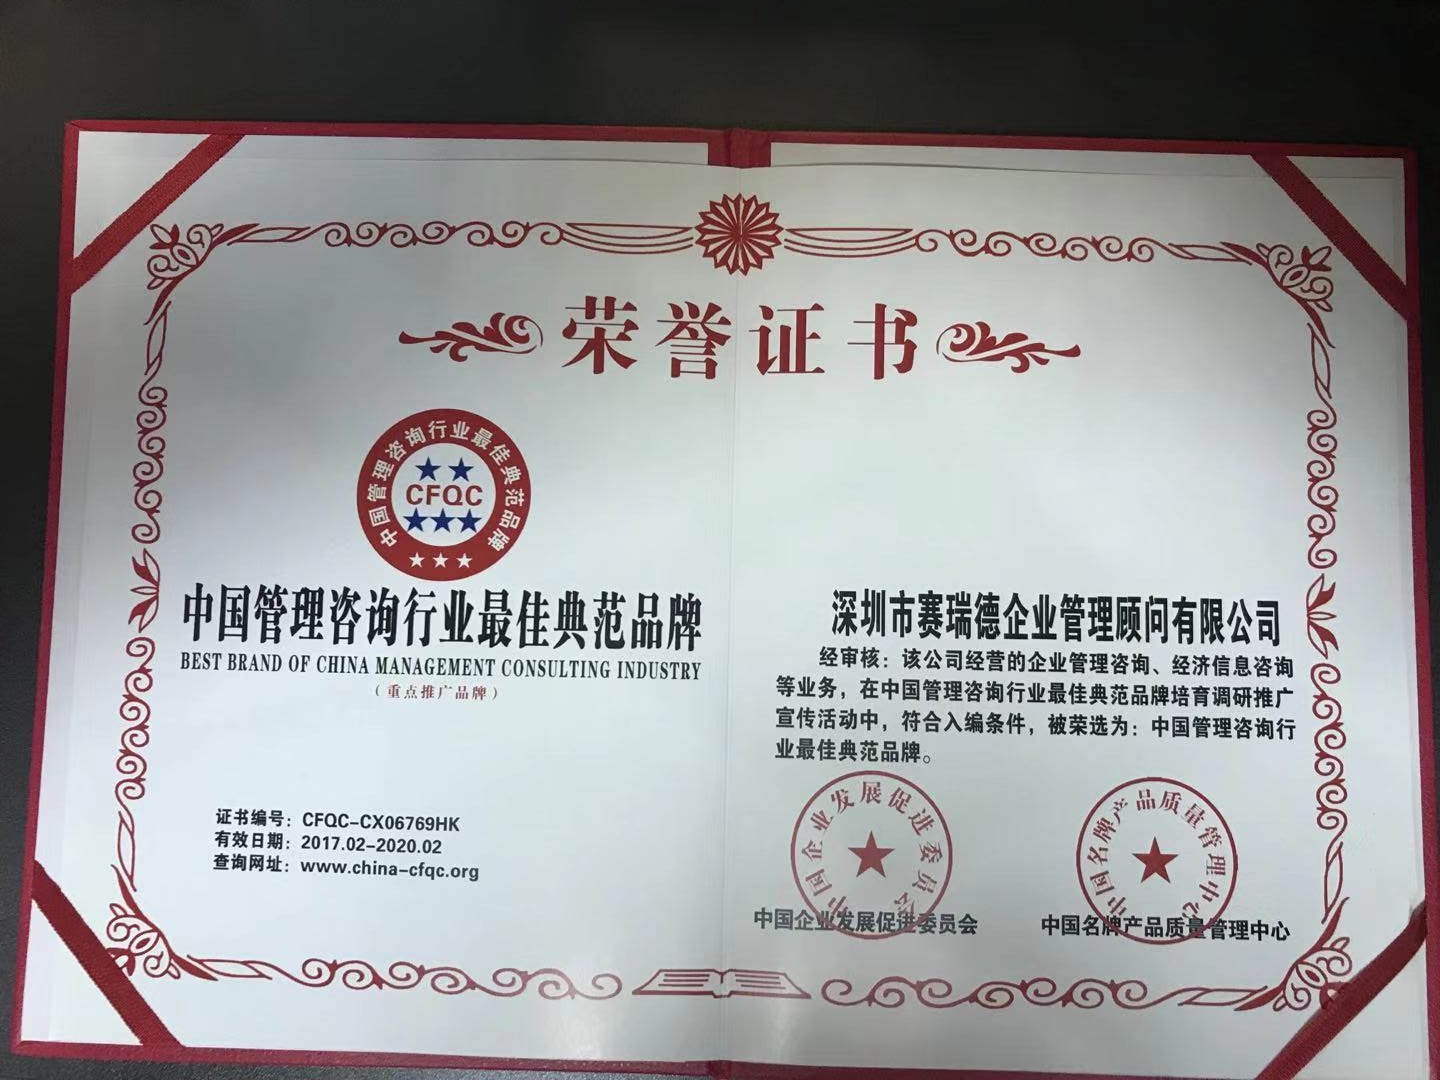 荣誉证书
中国管理咨询行业最佳典范品牌
CFQC
中国管理咨询行业最佳典范品牌
BEST BRAND OF CHINA MANAGEMENT CONSULTING INDUSTRY
（重点推广品牌）
证书编号：CFQC-CX06769HK
有效日期：2017.02-2020.02
查询网址：www.china-cfqc.org
深圳市赛瑞德企业管理顾问有限公司
经审核：该公司经营的企业管理咨询、经济信息咨询
等业务，在中国管理咨询行业最佳典范品牌培育调研推广
宣传活动中，符合入编条件，被荣选为：中国管理咨询行
业最佳典范品牌。
中国企业发展促进委员会
中国企业发展促进委员会
中国名牌产品质量管理中心
中国名牌产品质量管理中心